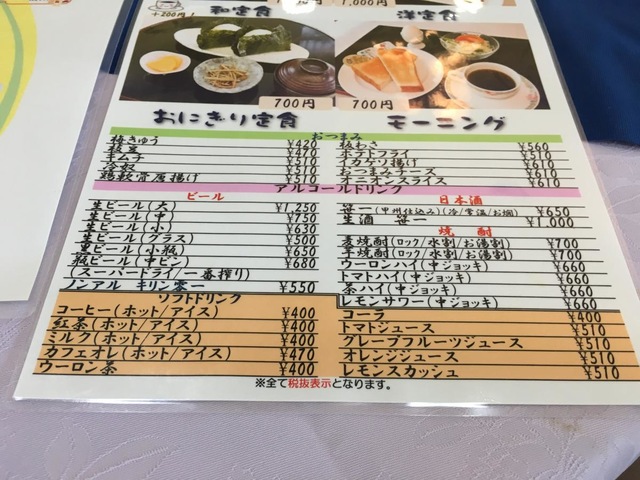 和定食
洋定食
+200円!
1,000円
700円
700円
おにぎり定食
モーニング
おつまみ
梅きゅう ¥420
板わさ ¥560
枝豆 ¥470
ポテトフライ ¥510
キムチ ¥510
イカゲソ揚げ ¥610
¥510
おつまみチーズ ¥610
鶏軟骨唐揚げ ¥510
オニオンスライス ¥610
アルコールドリンク
ビール
生ビール(大) ¥1,250
生ビール(中) ¥750
生ビール(小) ¥630
生ビール(グラス) ¥500
黒ビール(小瓶) ¥650
瓶ビール(中ビン) ¥680
(スーパードライ/一番搾り)
ノンアル キリン零一 ¥550
日本酒
笹一(甲州仕込み)(冷/常温/お燗) ¥650
生酒 笹一 ¥1,000
焼酎
麦焼酎(ロック/水割/お湯割) ¥700
芋焼酎(ロック/水割/お湯割) ¥700
ウーロンハイ(中ジョッキ) ¥660
トマトハイ(中ジョッキ) ¥660
茶ハイ(中ジョッキ) ¥660
レモンサワー(中ジョッキ) ¥660
ソフトドリンク
コーヒー(ホット/アイス) ¥400
紅茶(ホット/アイス) ¥400
ミルク(ホット/アイス) ¥400
カフェオレ(ホット/アイス) ¥470
ウーロン茶 ¥400
コーラ ¥400
トマトジュース ¥510
グレープフルーツジュース ¥510
オレンジジュース ¥510
レモンスカッシュ ¥510
※全て税抜表示となります。